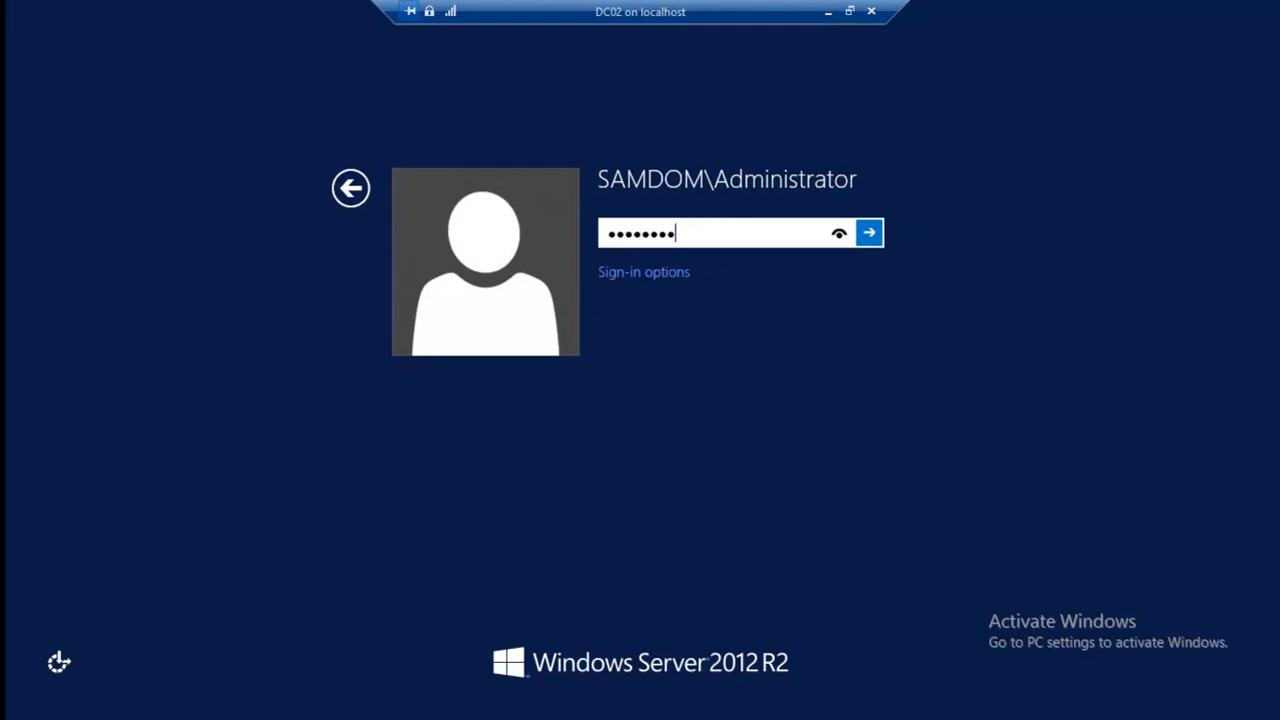 DC02 on localhost
SAMDOM\Administrator
Sign-in options
Activate Windows
Go to PC settings to activate Windows.
Windows Server 2012 R2